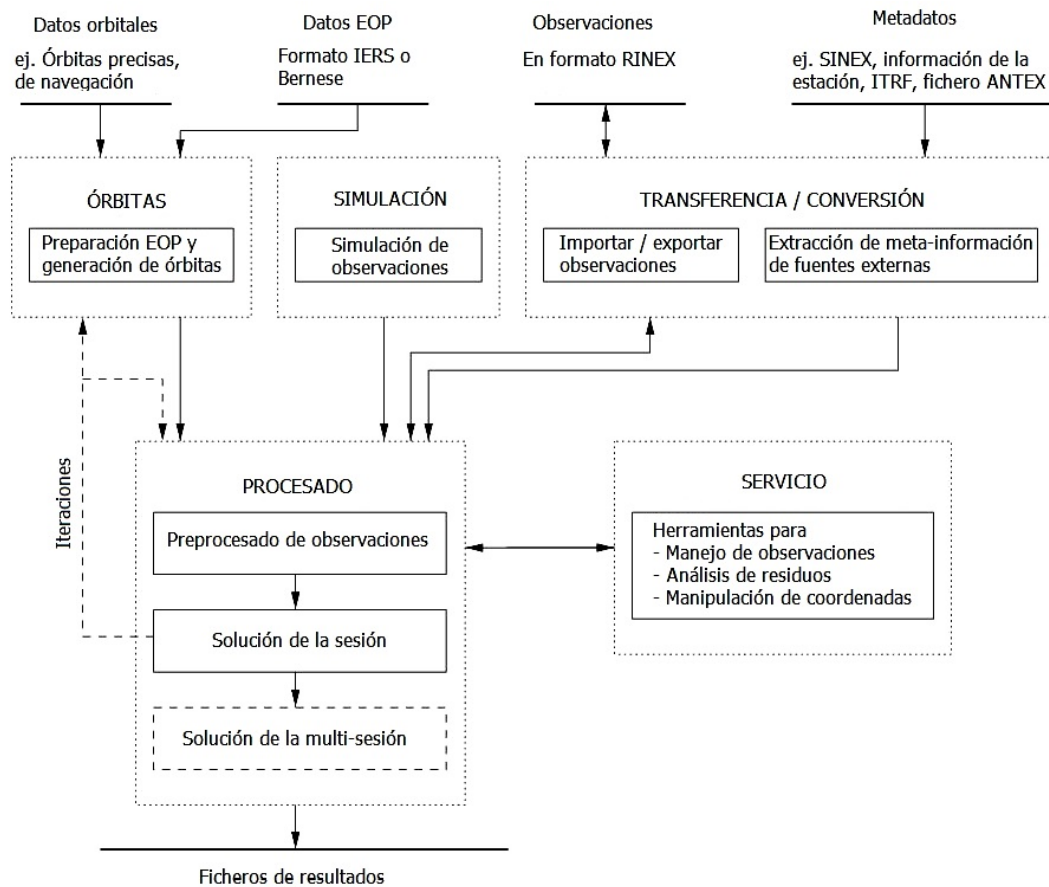 Datos orbitales
ej. Órbitas precisas,
de navegación
Datos EOP
Formato IERS o
Bernese
Observaciones
En formato RINEX
Metadatos
ej. SINEX, información de la
estación, ITRF, fichero ANTEX
ÓRBITAS
Preparación EOP y
generación de órbitas
SIMULACIÓN
Simulación de
observaciones
TRANSFERENCIA / CONVERSIÓN
Importar / exportar
observaciones
Extracción de meta-información
de fuentes externas
Iteraciones
PROCESADO
Preprocesado de observaciones
Solución de la sesión
Solución de la multi-sesión
SERVICIO
Herramientas para
- Manejo de observaciones
- Análisis de residuos
- Manipulación de coordenadas
Ficheros de resultados